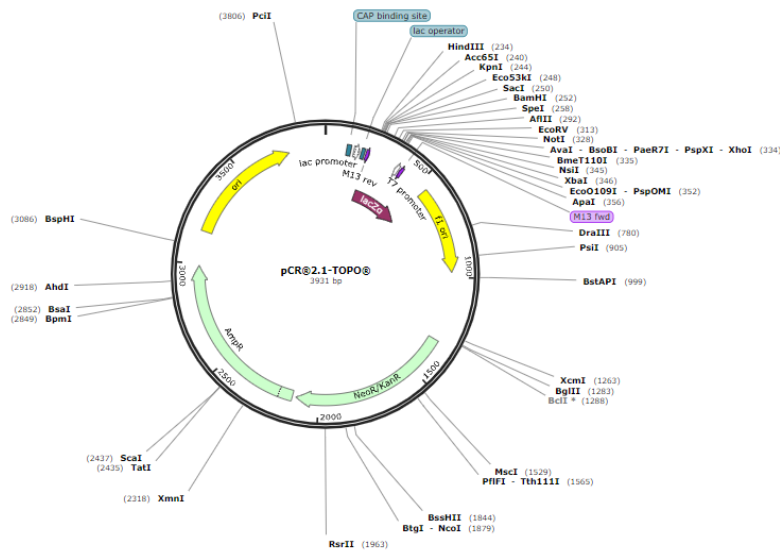 (3806) PciI
CAP binding site
lac operator
HindIII (234)
Acc65I (240)
KpnI (244)
Eco53kI (248)
SacI (250)
BamHI (252)
SpeI (258)
AflII (292)
EcoRV (313)
NotI (328)
AvaI - BsoBI - PaeR7I - PspXI - XhoI (334)
BmeT110I (335)
NsiI (345)
XbaI (346)
EcoO109I - PspOMI (352)
ApaI (356)
M13 fwd
DraIII (780)
PsiI (905)
BstAPI (999)
XcmI (1263)
BglII (1283)
BclI * (1288)
MscI (1529)
PflFI - Tth111I (1565)
BssHII (1844)
BtgI - NcoI (1879)
RsrII (1963)
(2318) XmnI
(2435) TatI
(2437) ScaI
(2849) BpmI
(2852) BsaI
(2918) AhdI
(3086) BspHI
lac promoter
M13 rev
T7 promoter
lacZα
f1 ori
ori
AmpR
NeoR/KanR
500
1000
1500
2000
2500
3000
3500
pCR®2.1-TOPO®
3931 bp